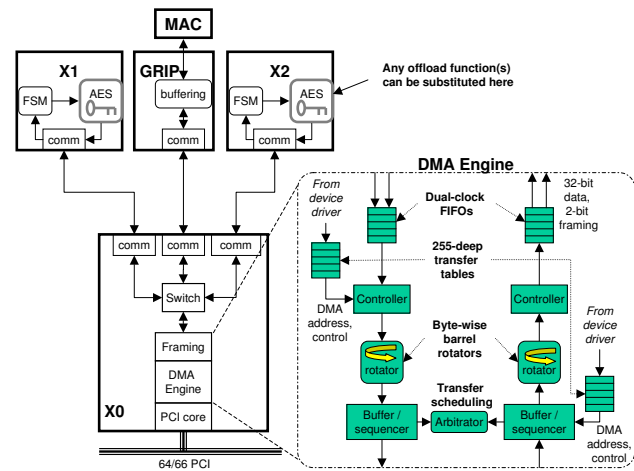 MAC
X1
GRIP
X2
FSM
AES
buffering
FSM
AES
Any offload function(s)
can be substituted here
comm
comm
comm
DMA Engine
From
device
driver
Dual-clock
FIFOs
32-bit
data,
2-bit
framing
comm
comm
comm
255-deep
transfer
tables
Switch
DMA
address,
control
Controller
Controller
From
device
driver
Framing
Byte-wise
barrel
rotators
rotator
rotator
DMA
Engine
X0
PCI core
Transfer
scheduling
Buffer /
sequencer
Arbitrator
Buffer /
sequencer
DMA
address,
control
64/66 PCI